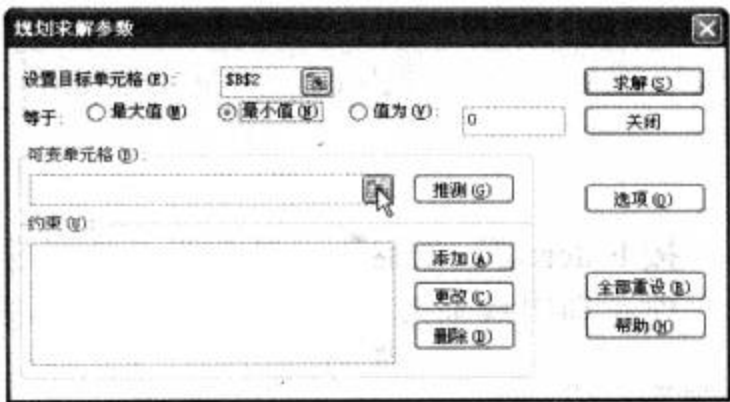 规划求解参数
设置目标单元格(E): $B$2 求解(S)
等于: 最大值(M) 最小值(N) 值为(V): 0 关闭
可变单元格(B):
推测(G) 选项(O)
约束(U)
添加(A)
更改(C) 全部重设(R)
删除(D) 帮助(H)